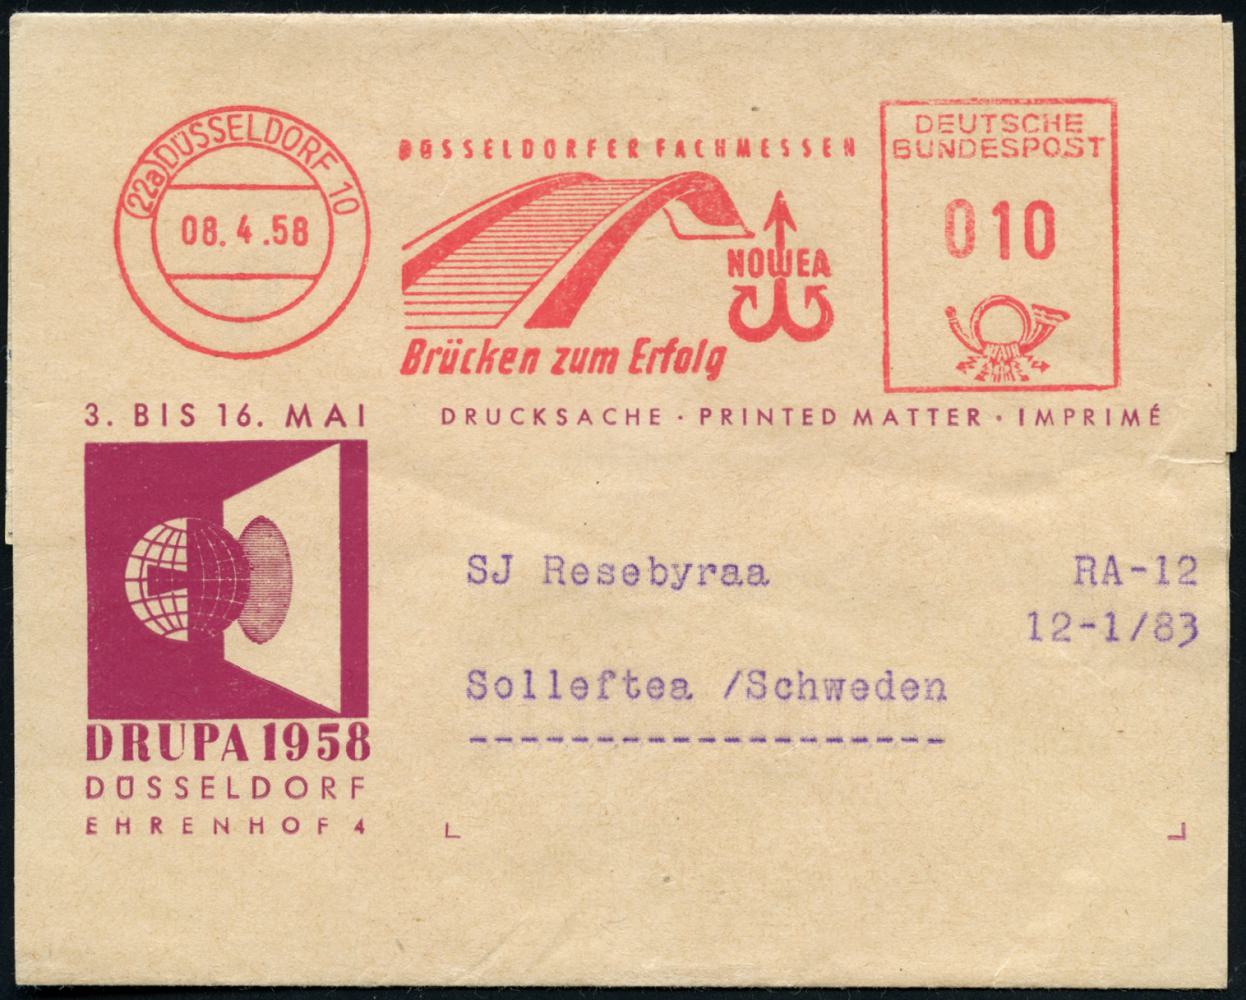 (22a) DÜSSELDORF 10
08.4.58
DÜSSELDORFER FACHMESSEN
NOWEA
Brücken zum Erfolg
DEUTSCHE
BUNDESPOST
010
3. BIS 16. MAI
DRUCKSACHE · PRINTED MATTER · IMPRIMÉ
DRUPA 1958
DÜSSELDORF
EHRENHOF 4
SJ Resebyraa RA-12
12-1/83
Solleftea /Schweden